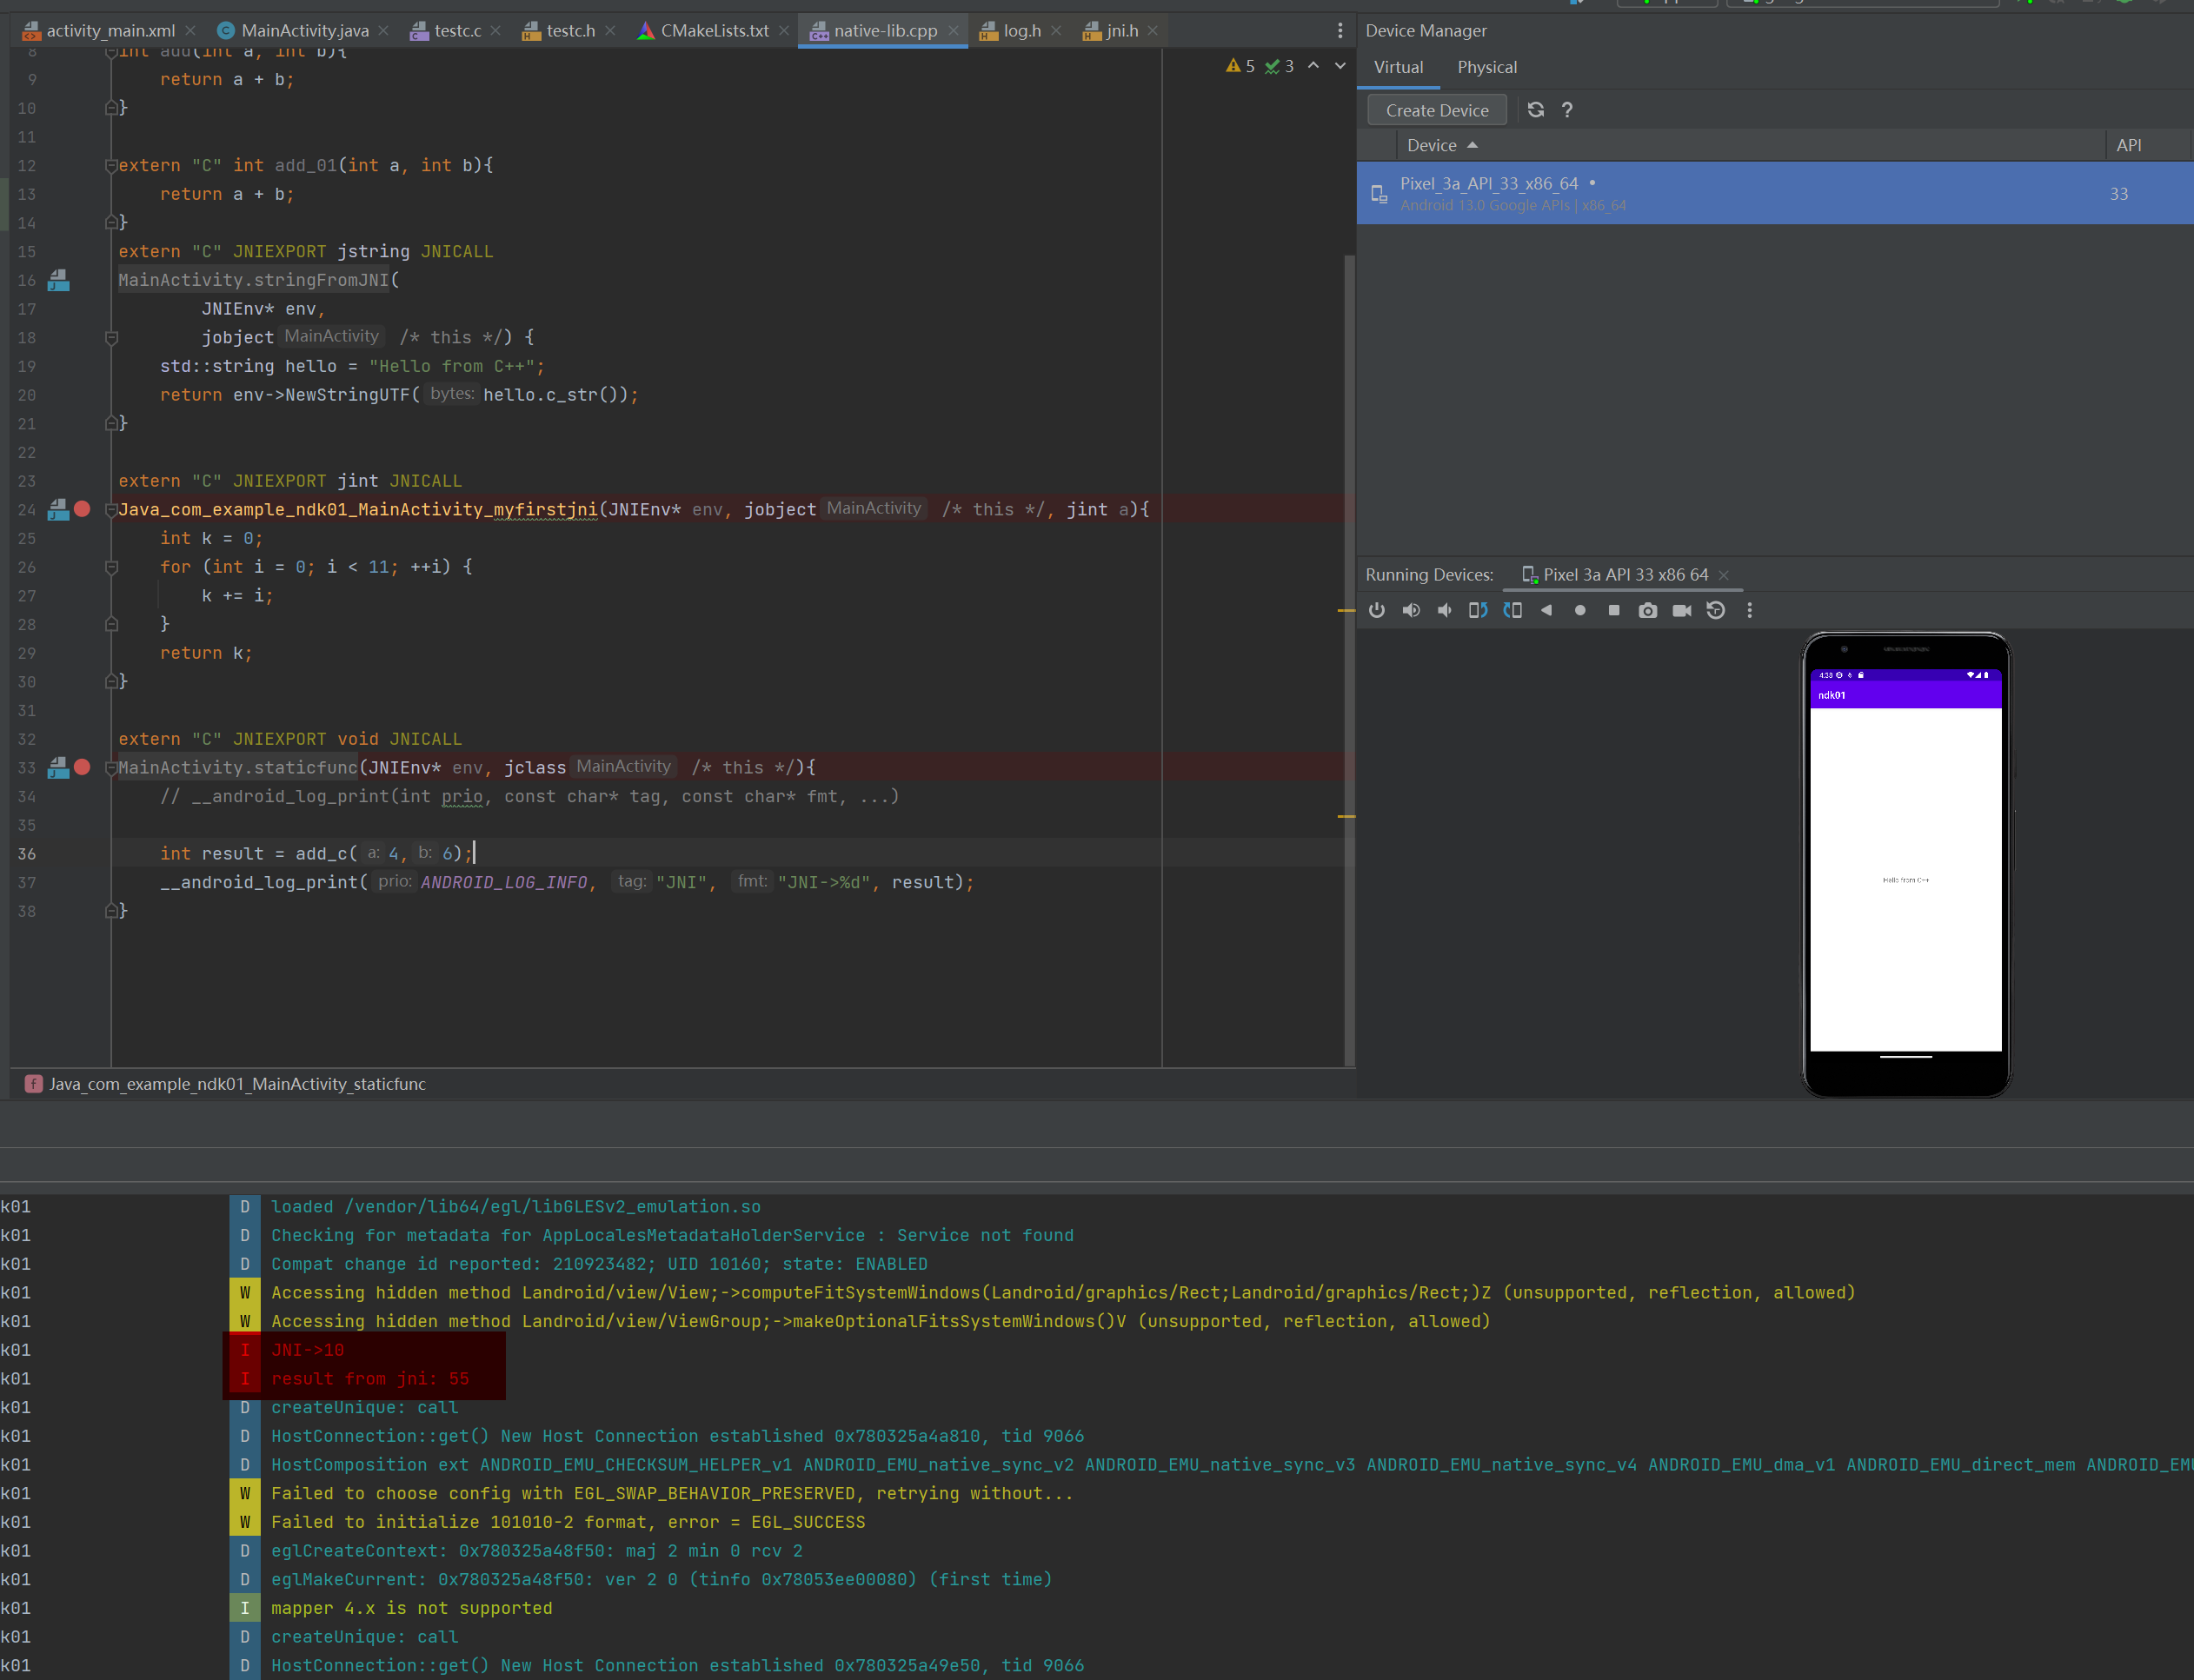 activity_main.xml MainActivity.java testc.c testc.h CMakeLists.txt native-lib.cpp log.h jni.h
5 3
8 int add(int a, int b){
9 return a + b;
10 }
11
12 extern "C" int add_01(int a, int b){
13 return a + b;
14 }
15 extern "C" JNIEXPORT jstring JNICALL
16 MainActivity.stringFromJNI(
17 JNIEnv* env,
18 jobject MainActivity /* this */) {
19 std::string hello = "Hello from C++";
20 return env->NewStringUTF( bytes: hello.c_str());
21 }
22
23 extern "C" JNIEXPORT jint JNICALL
24 Java_com_example_ndk01_MainActivity_myfirstjni(JNIEnv* env, jobject MainActivity /* this */, jint a){
25 int k = 0;
26 for (int i = 0; i < 11; ++i) {
27 k += i;
28 }
29 return k;
30 }
31
32 extern "C" JNIEXPORT void JNICALL
33 MainActivity.staticfunc(JNIEnv* env, jclass MainActivity /* this */){
34 // __android_log_print(int prio, const char* tag, const char* fmt, ...)
35
36 int result = add_c( a: 4, b: 6);
37 __android_log_print( prio: ANDROID_LOG_INFO, tag: "JNI", fmt: "JNI->%d", result);
38 }
Java_com_example_ndk01_MainActivity_staticfunc
Device Manager
Virtual Physical
Create Device ?
Device API
Pixel_3a_API_33_x86_64 33
Android 13.0 Google APIs | x86_64
Running Devices: Pixel 3a API 33 x86 64
4:33
ndk01
Hello from C++
k01 D loaded /vendor/lib64/egl/libGLESv2_emulation.so
k01 D Checking for metadata for AppLocalesMetadataHolderService : Service not found
k01 D Compat change id reported: 210923482; UID 10160; state: ENABLED
k01 W Accessing hidden method Landroid/view/View;->computeFitSystemWindows(Landroid/graphics/Rect;Landroid/graphics/Rect;)Z (unsupported, reflection, allowed)
k01 W Accessing hidden method Landroid/view/ViewGroup;->makeOptionalFitsSystemWindows()V (unsupported, reflection, allowed)
k01 I JNI->10
k01 I result from jni: 55
k01 D createUnique: call
k01 D HostConnection::get() New Host Connection established 0x780325a4a810, tid 9066
k01 D HostComposition ext ANDROID_EMU_CHECKSUM_HELPER_v1 ANDROID_EMU_native_sync_v2 ANDROID_EMU_native_sync_v3 ANDROID_EMU_native_sync_v4 ANDROID_EMU_dma_v1 ANDROID_EMU_direct_mem ANDROID_EMU
k01 W Failed to choose config with EGL_SWAP_BEHAVIOR_PRESERVED, retrying without...
k01 W Failed to initialize 101010-2 format, error = EGL_SUCCESS
k01 D eglCreateContext: 0x780325a48f50: maj 2 min 0 rcv 2
k01 D eglMakeCurrent: 0x780325a48f50: ver 2 0 (tinfo 0x78053ee00080) (first time)
k01 I mapper 4.x is not supported
k01 D createUnique: call
k01 D HostConnection::get() New Host Connection established 0x780325a49e50, tid 9066